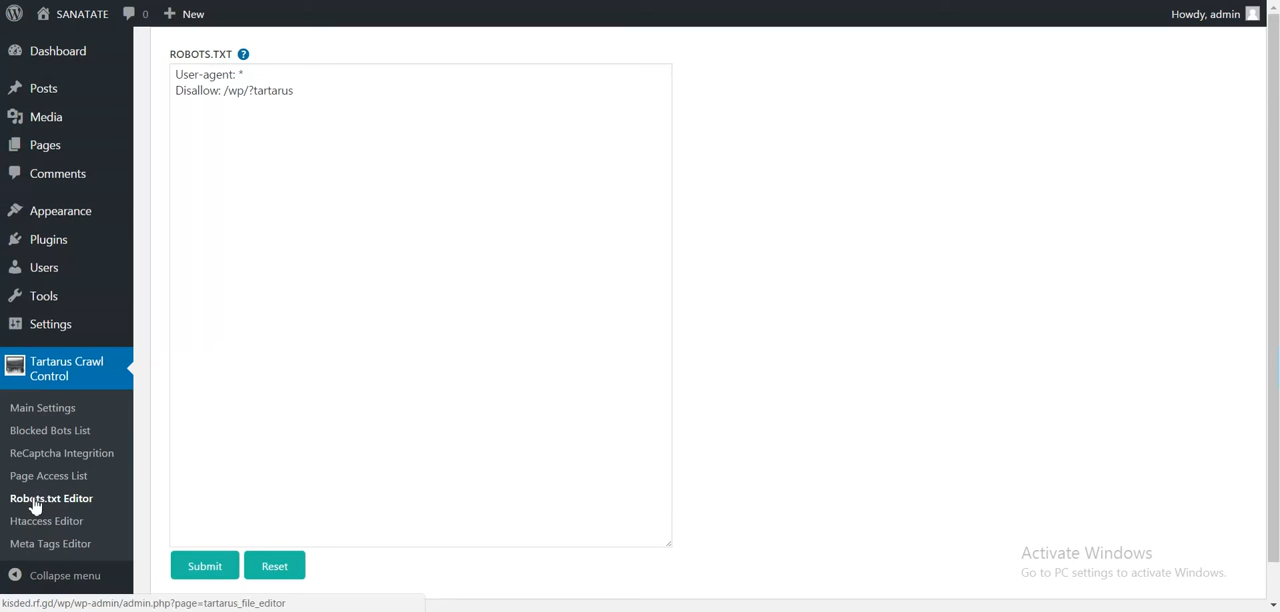 SANATATE
0
New
Howdy, admin
Dashboard
Posts
Media
Pages
Comments
Appearance
Plugins
Users
Tools
Settings
Tartarus Crawl
Control
Main Settings
Blocked Bots List
ReCaptcha Integrition
Page Access List
Robots.txt Editor
Htaccess Editor
Meta Tags Editor
Collapse menu
ROBOTS.TXT ?
User-agent: *
Disallow: /wp/?tartarus
Submit
Reset
Activate Windows
Go to PC settings to activate Windows.
kisded.rf.gd/wp/wp-admin/admin.php?page=tartarus_file_editor